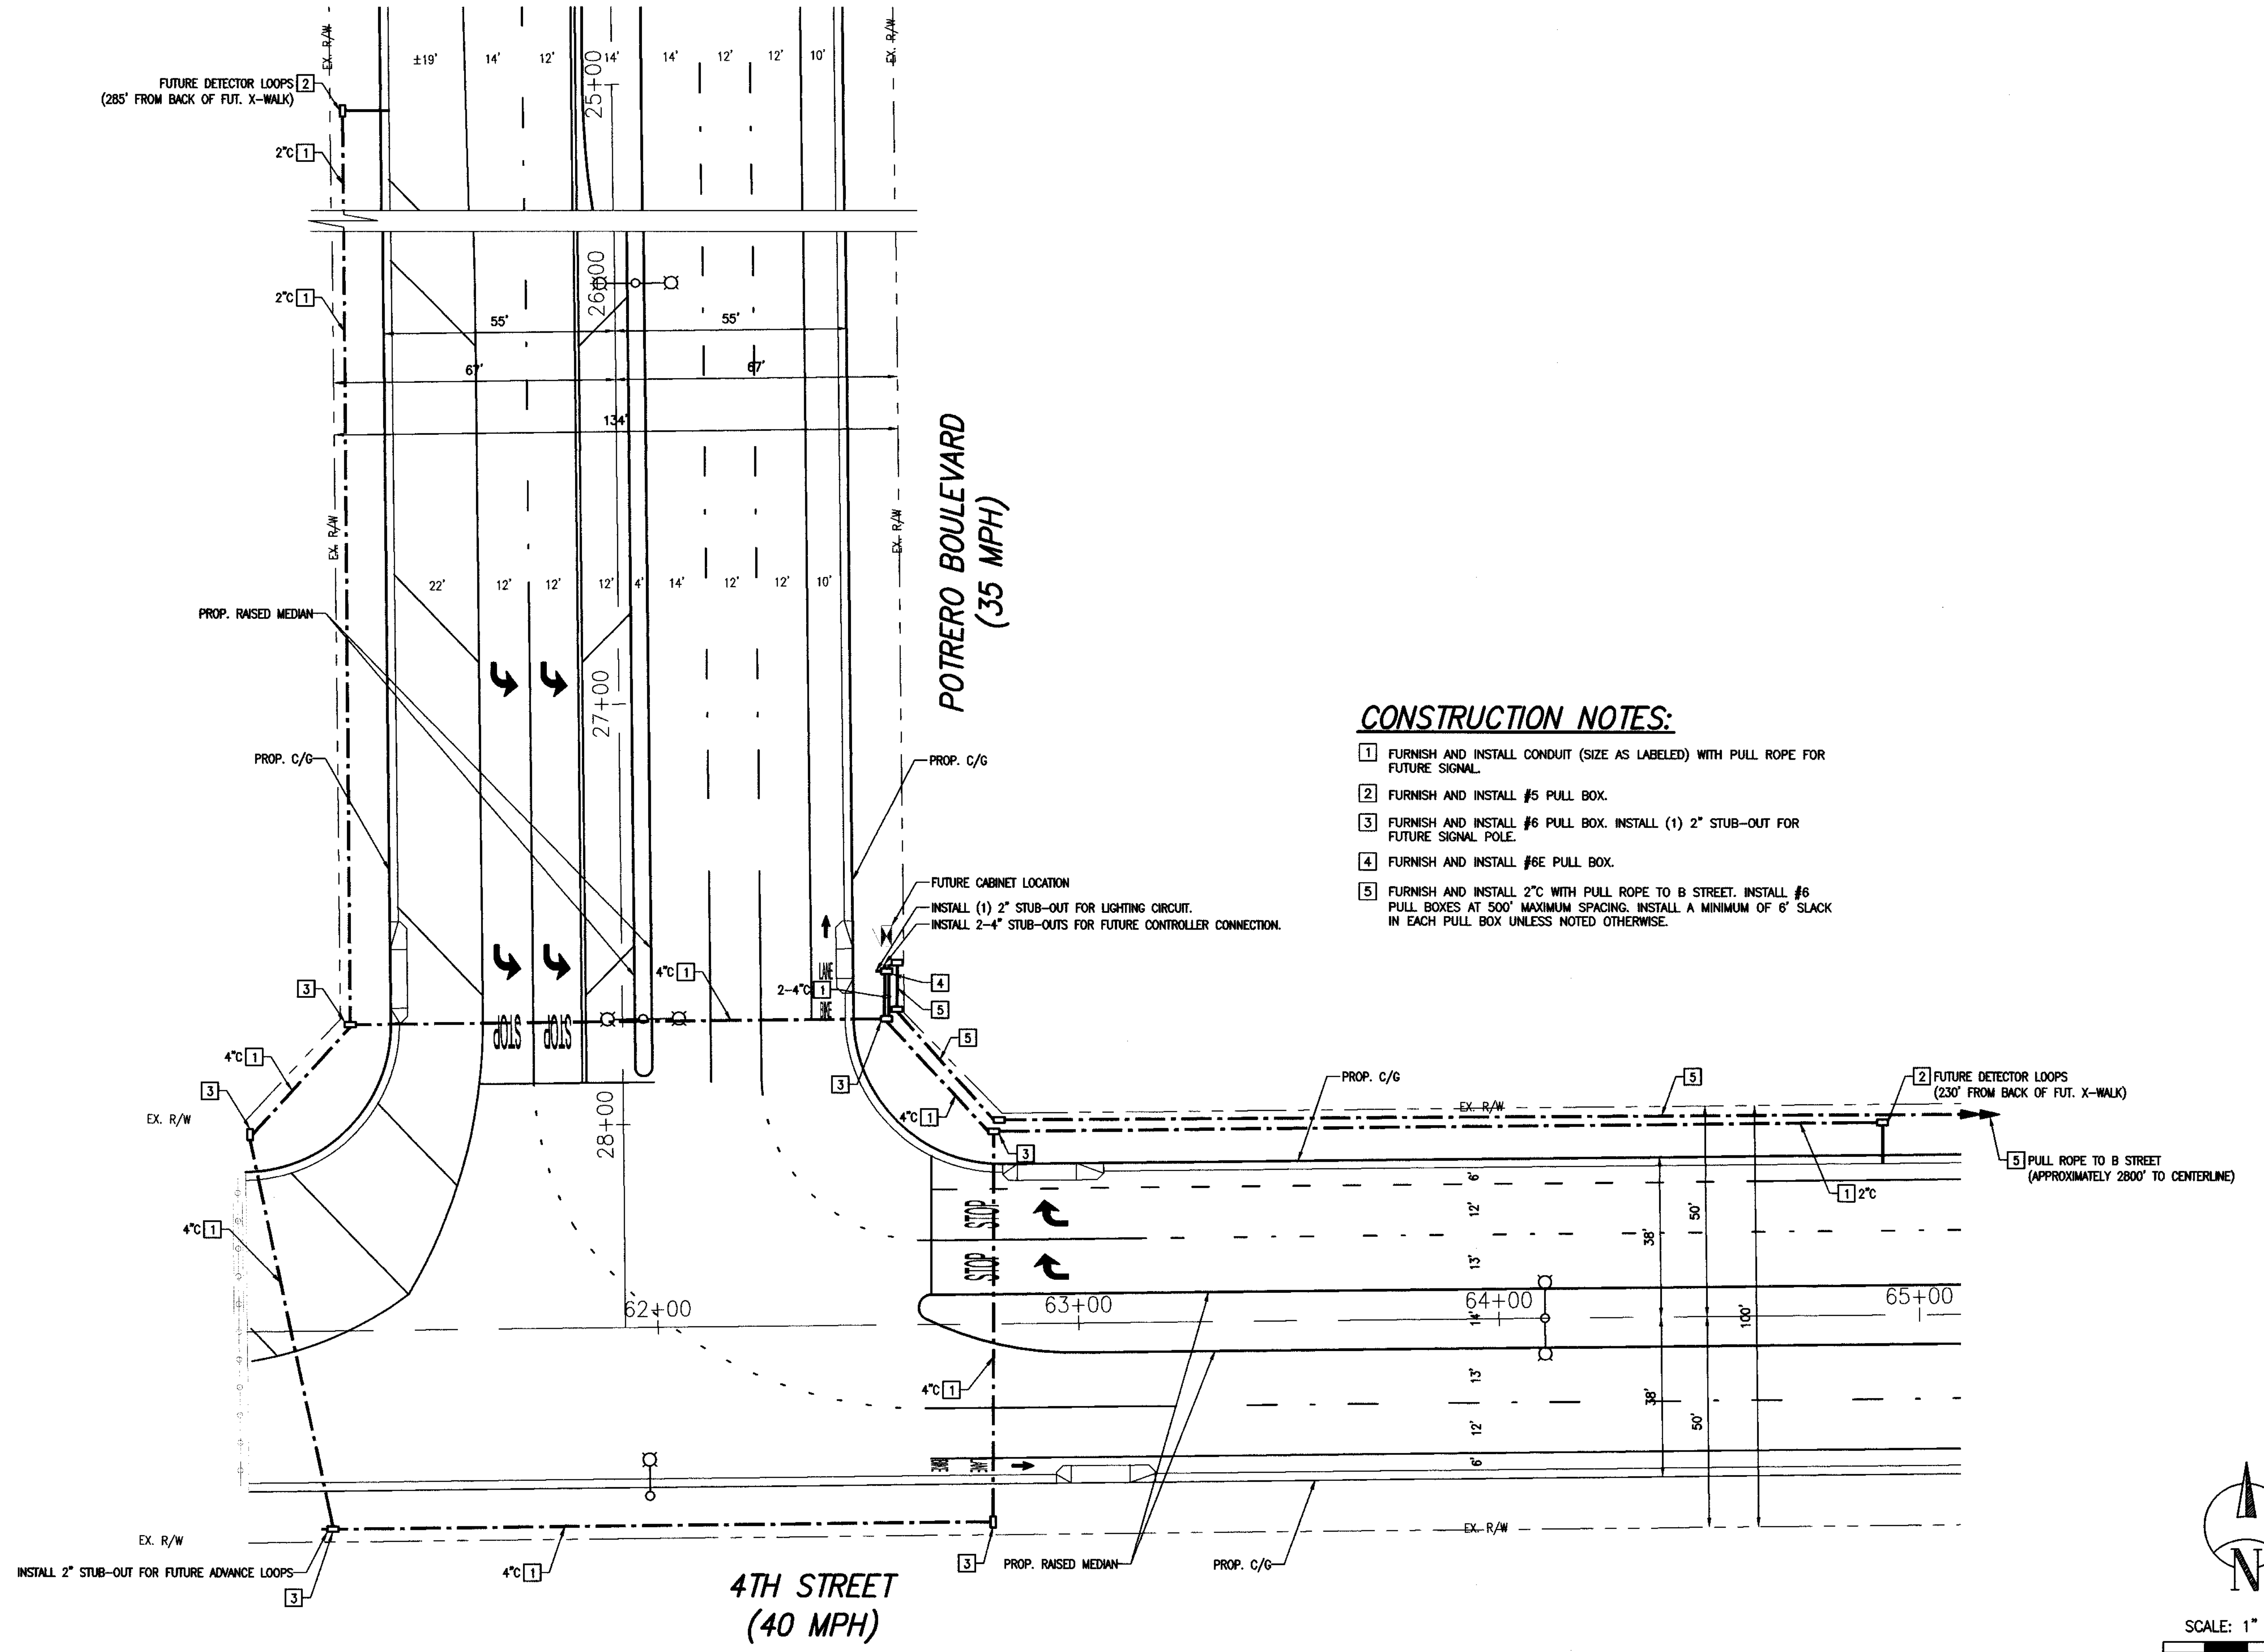 EX. R/W
EX. R/W
±19'
14'
12'
14'
14'
12'
12'
10'
25+00
FUTURE DETECTOR LOOPS 2
(285' FROM BACK OF FUT. X-WALK)
2"C 1
2"C 1
26+00
55'
55'
67'
67'
134'
POTRERO BOULEVARD
(35 MPH)
EX. R/W
EX. R/W
22'
12'
12'
12'
4'
14'
12'
12'
10'
PROP. RAISED MEDIAN
27+00
PROP. C/G
PROP. C/G
CONSTRUCTION NOTES:
1 FURNISH AND INSTALL CONDUIT (SIZE AS LABELED) WITH PULL ROPE FOR
FUTURE SIGNAL.
2 FURNISH AND INSTALL #5 PULL BOX.
3 FURNISH AND INSTALL #6 PULL BOX. INSTALL (1) 2" STUB-OUT FOR
FUTURE SIGNAL POLE.
4 FURNISH AND INSTALL #6E PULL BOX.
5 FURNISH AND INSTALL 2"C WITH PULL ROPE TO B STREET. INSTALL #6
PULL BOXES AT 500' MAXIMUM SPACING. INSTALL A MINIMUM OF 6' SLACK
IN EACH PULL BOX UNLESS NOTED OTHERWISE.
FUTURE CABINET LOCATION
INSTALL (1) 2" STUB-OUT FOR LIGHTING CIRCUIT.
INSTALL 2-4" STUB-OUTS FOR FUTURE CONTROLLER CONNECTION.
4"C 1
2-4"C 1
LANE
BIKE
4
5
3
STOP
STOP
5
4"C 1
3
3
4"C 1
EX. R/W
28+00
PROP. C/G
5
EX. R/W
2 FUTURE DETECTOR LOOPS
(230' FROM BACK OF FUT. X-WALK)
3
5 PULL ROPE TO B STREET
(APPROXIMATELY 2800' TO CENTERLINE)
1 2"C
4"C 1
STOP
STOP
6'
12'
13'
14'
13'
12'
6'
38'
38'
50'
50'
100'
62+00
63+00
64+00
65+00
4"C 1
BIKE
LANE
EX. R/W
EX. R/W
INSTALL 2" STUB-OUT FOR FUTURE ADVANCE LOOPS
3
4"C 1
3
PROP. RAISED MEDIAN
PROP. C/G
4TH STREET
(40 MPH)
N
SCALE: 1"